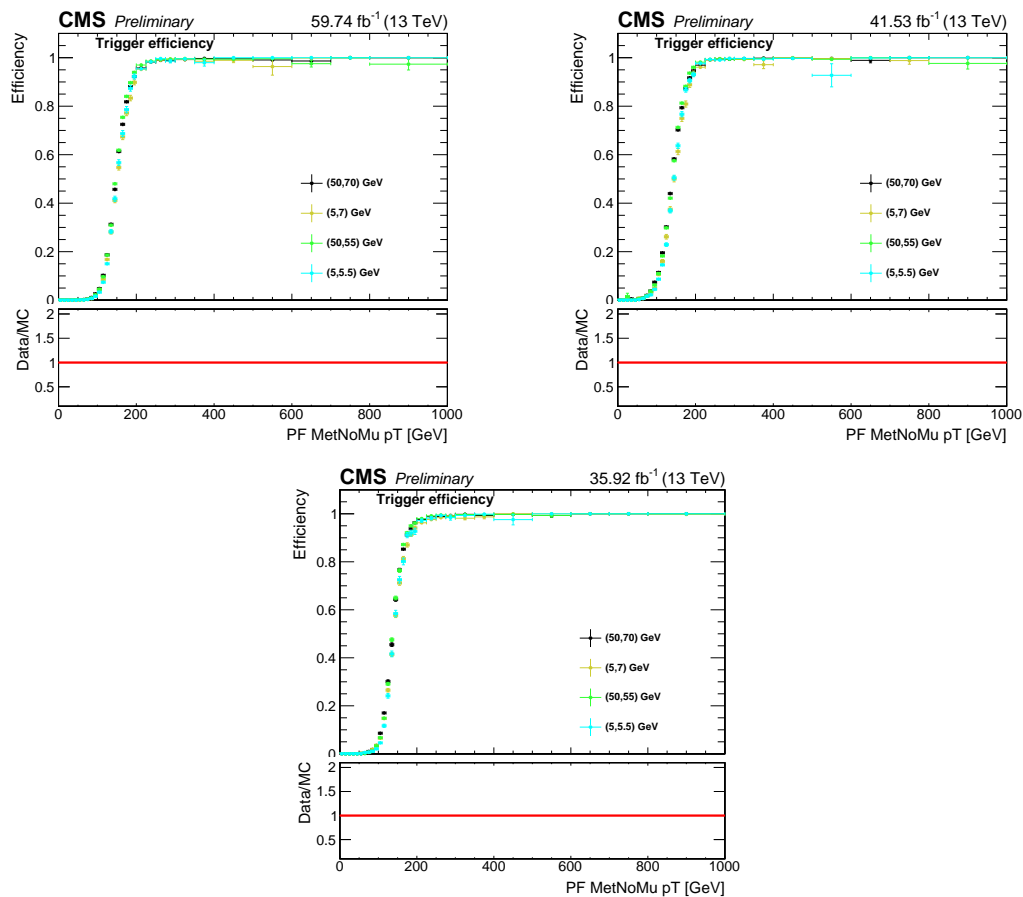 CMS Preliminary 59.74 fb⁻¹ (13 TeV)
Trigger efficiency
Efficiency
1
0.8
0.6
0.4
0.2
0
(50,70) GeV
(5,7) GeV
(50,55) GeV
(5,5.5) GeV
Data/MC
2
1.5
1
0.5
0 200 400 600 800 1000
PF MetNoMu pT [GeV]
CMS Preliminary 41.53 fb⁻¹ (13 TeV)
Trigger efficiency
Efficiency
1
0.8
0.6
0.4
0.2
0
(50,70) GeV
(5,7) GeV
(50,55) GeV
(5,5.5) GeV
Data/MC
2
1.5
1
0.5
0 200 400 600 800 1000
PF MetNoMu pT [GeV]
CMS Preliminary 35.92 fb⁻¹ (13 TeV)
Trigger efficiency
Efficiency
1
0.8
0.6
0.4
0.2
0
(50,70) GeV
(5,7) GeV
(50,55) GeV
(5,5.5) GeV
Data/MC
2
1.5
1
0.5
0 200 400 600 800 1000
PF MetNoMu pT [GeV]